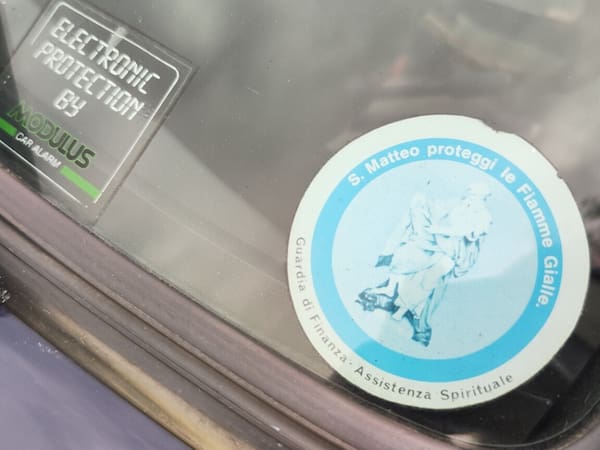 ELECTRONIC
PROTECTION
BY
MODULUS
CAR ALARM
S. Matteo proteggi le Fiamme Gialle.
Guardia di Finanza - Assistenza Spirituale